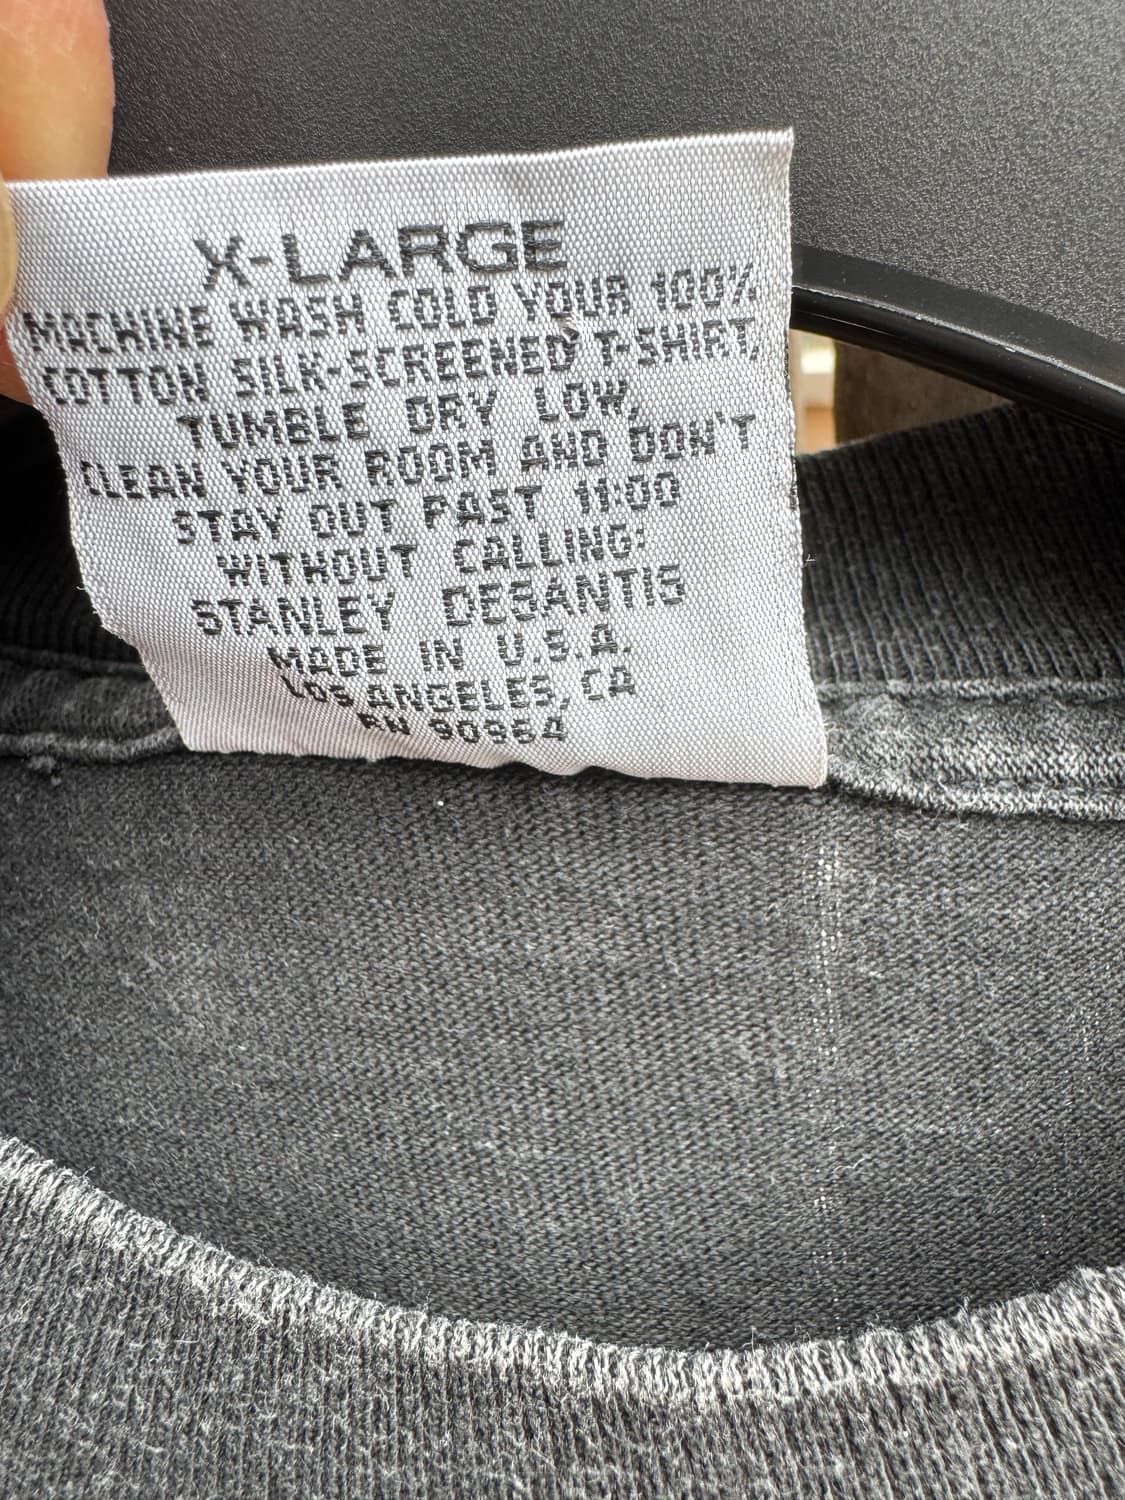 X-LARGE
MACHINE WASH COLD YOUR 100%
COTTON SILK-SCREENED T-SHIRT,
TUMBLE DRY LOW,
CLEAN YOUR ROOM AND DON'T
STAY OUT PAST 11:00
WITHOUT CALLING:
STANLEY DESANTIS
MADE IN U.S.A.
LOS ANGELES, CA
RN 90964